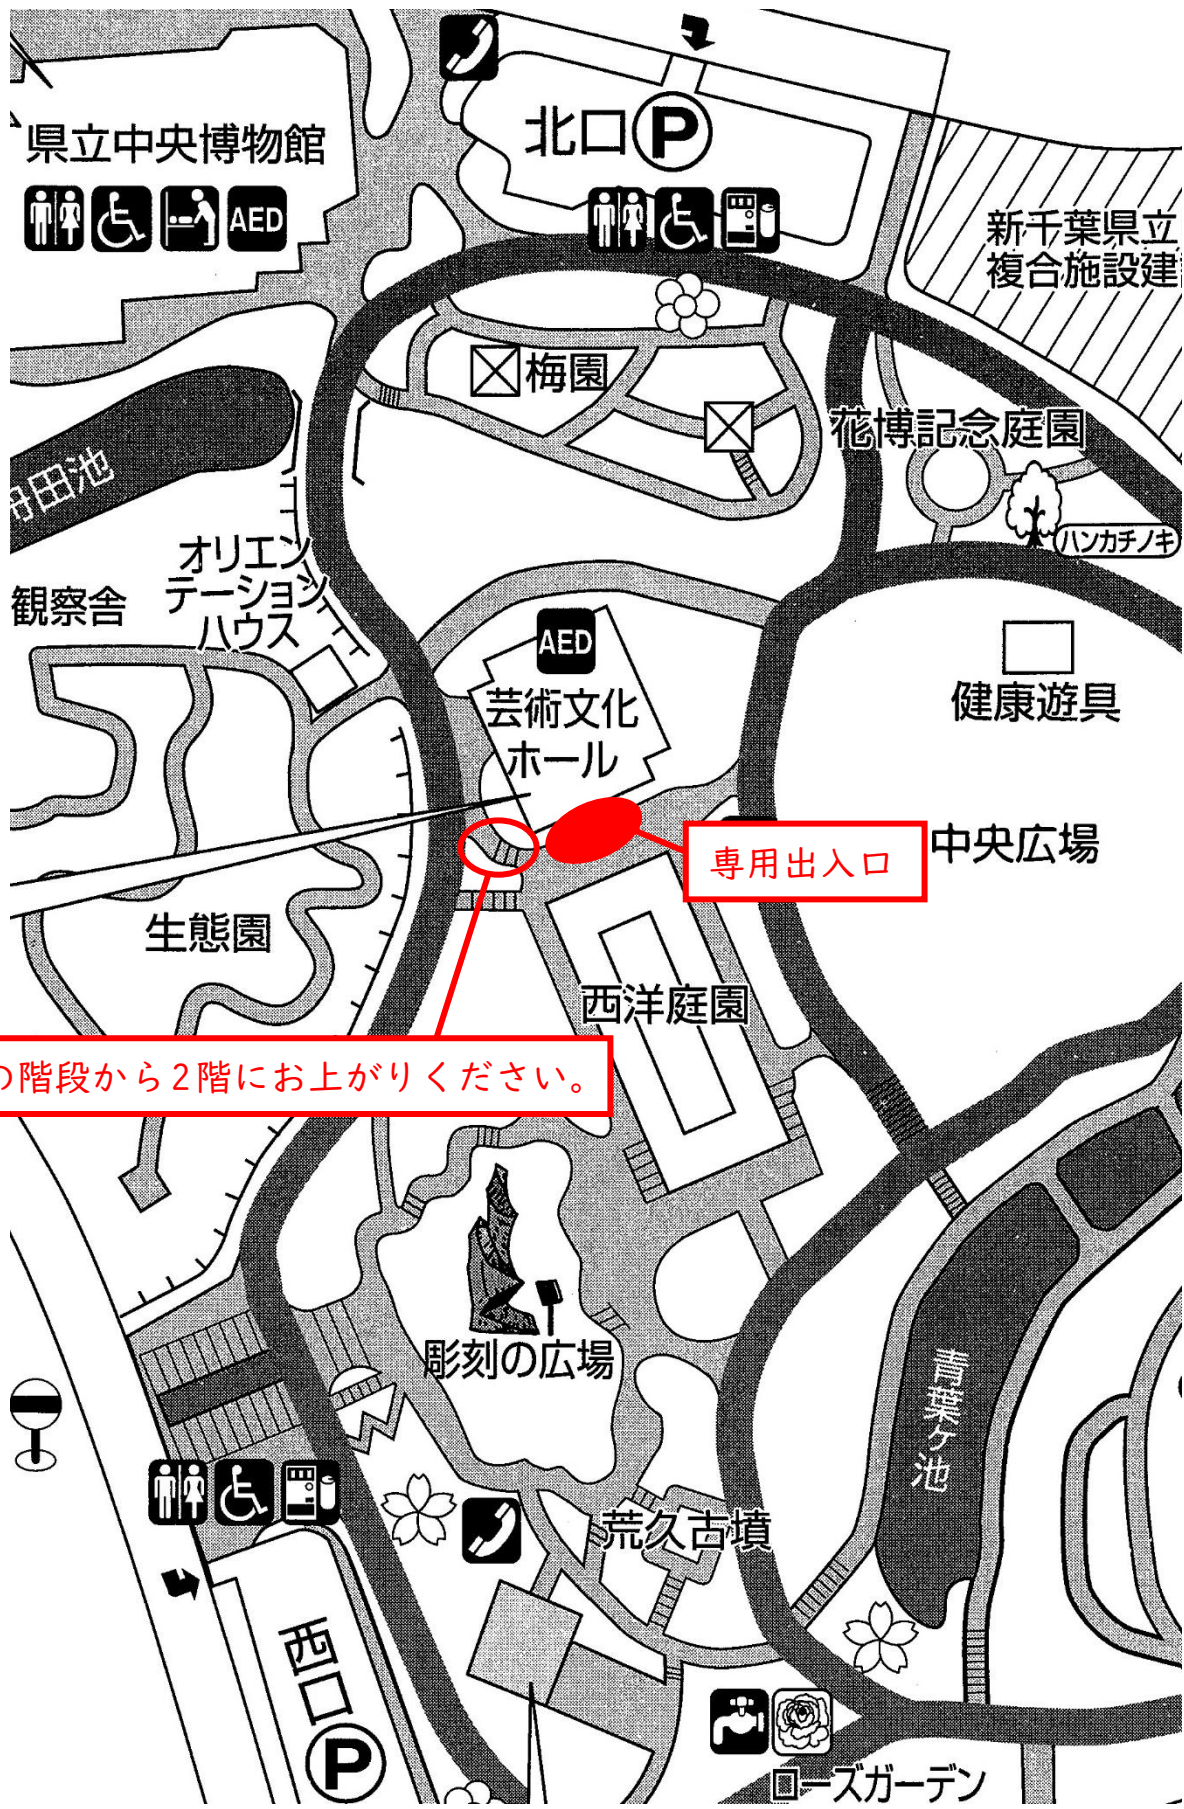 北口P
県立中央博物館
AED
新千葉県立
複合施設建
梅園
花博記念庭園
舟田池
ハンカチノキ
オリエン
テーション
ハウス
観察舎
AED
芸術文化
ホール
健康遊具
専用出入口
中央広場
生態園
西洋庭園
の階段から2階にお上がりください。
彫刻の広場
青葉ヶ池
荒久古墳
西口P
ローズガーデン